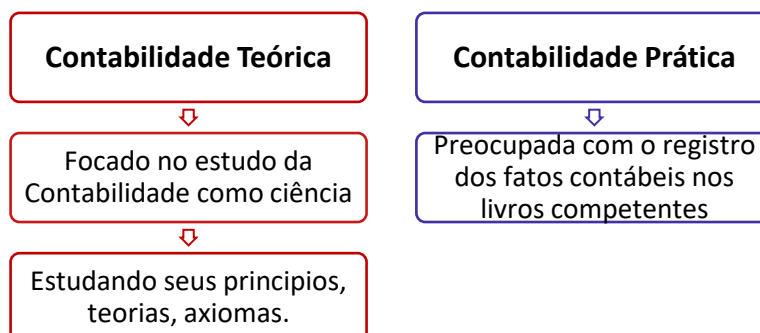 Contabilidade Teórica
Focado no estudo da
Contabilidade como ciência
Estudando seus principios,
teorias, axiomas.
Contabilidade Prática
Preocupada com o registro
dos fatos contábeis nos
livros competentes